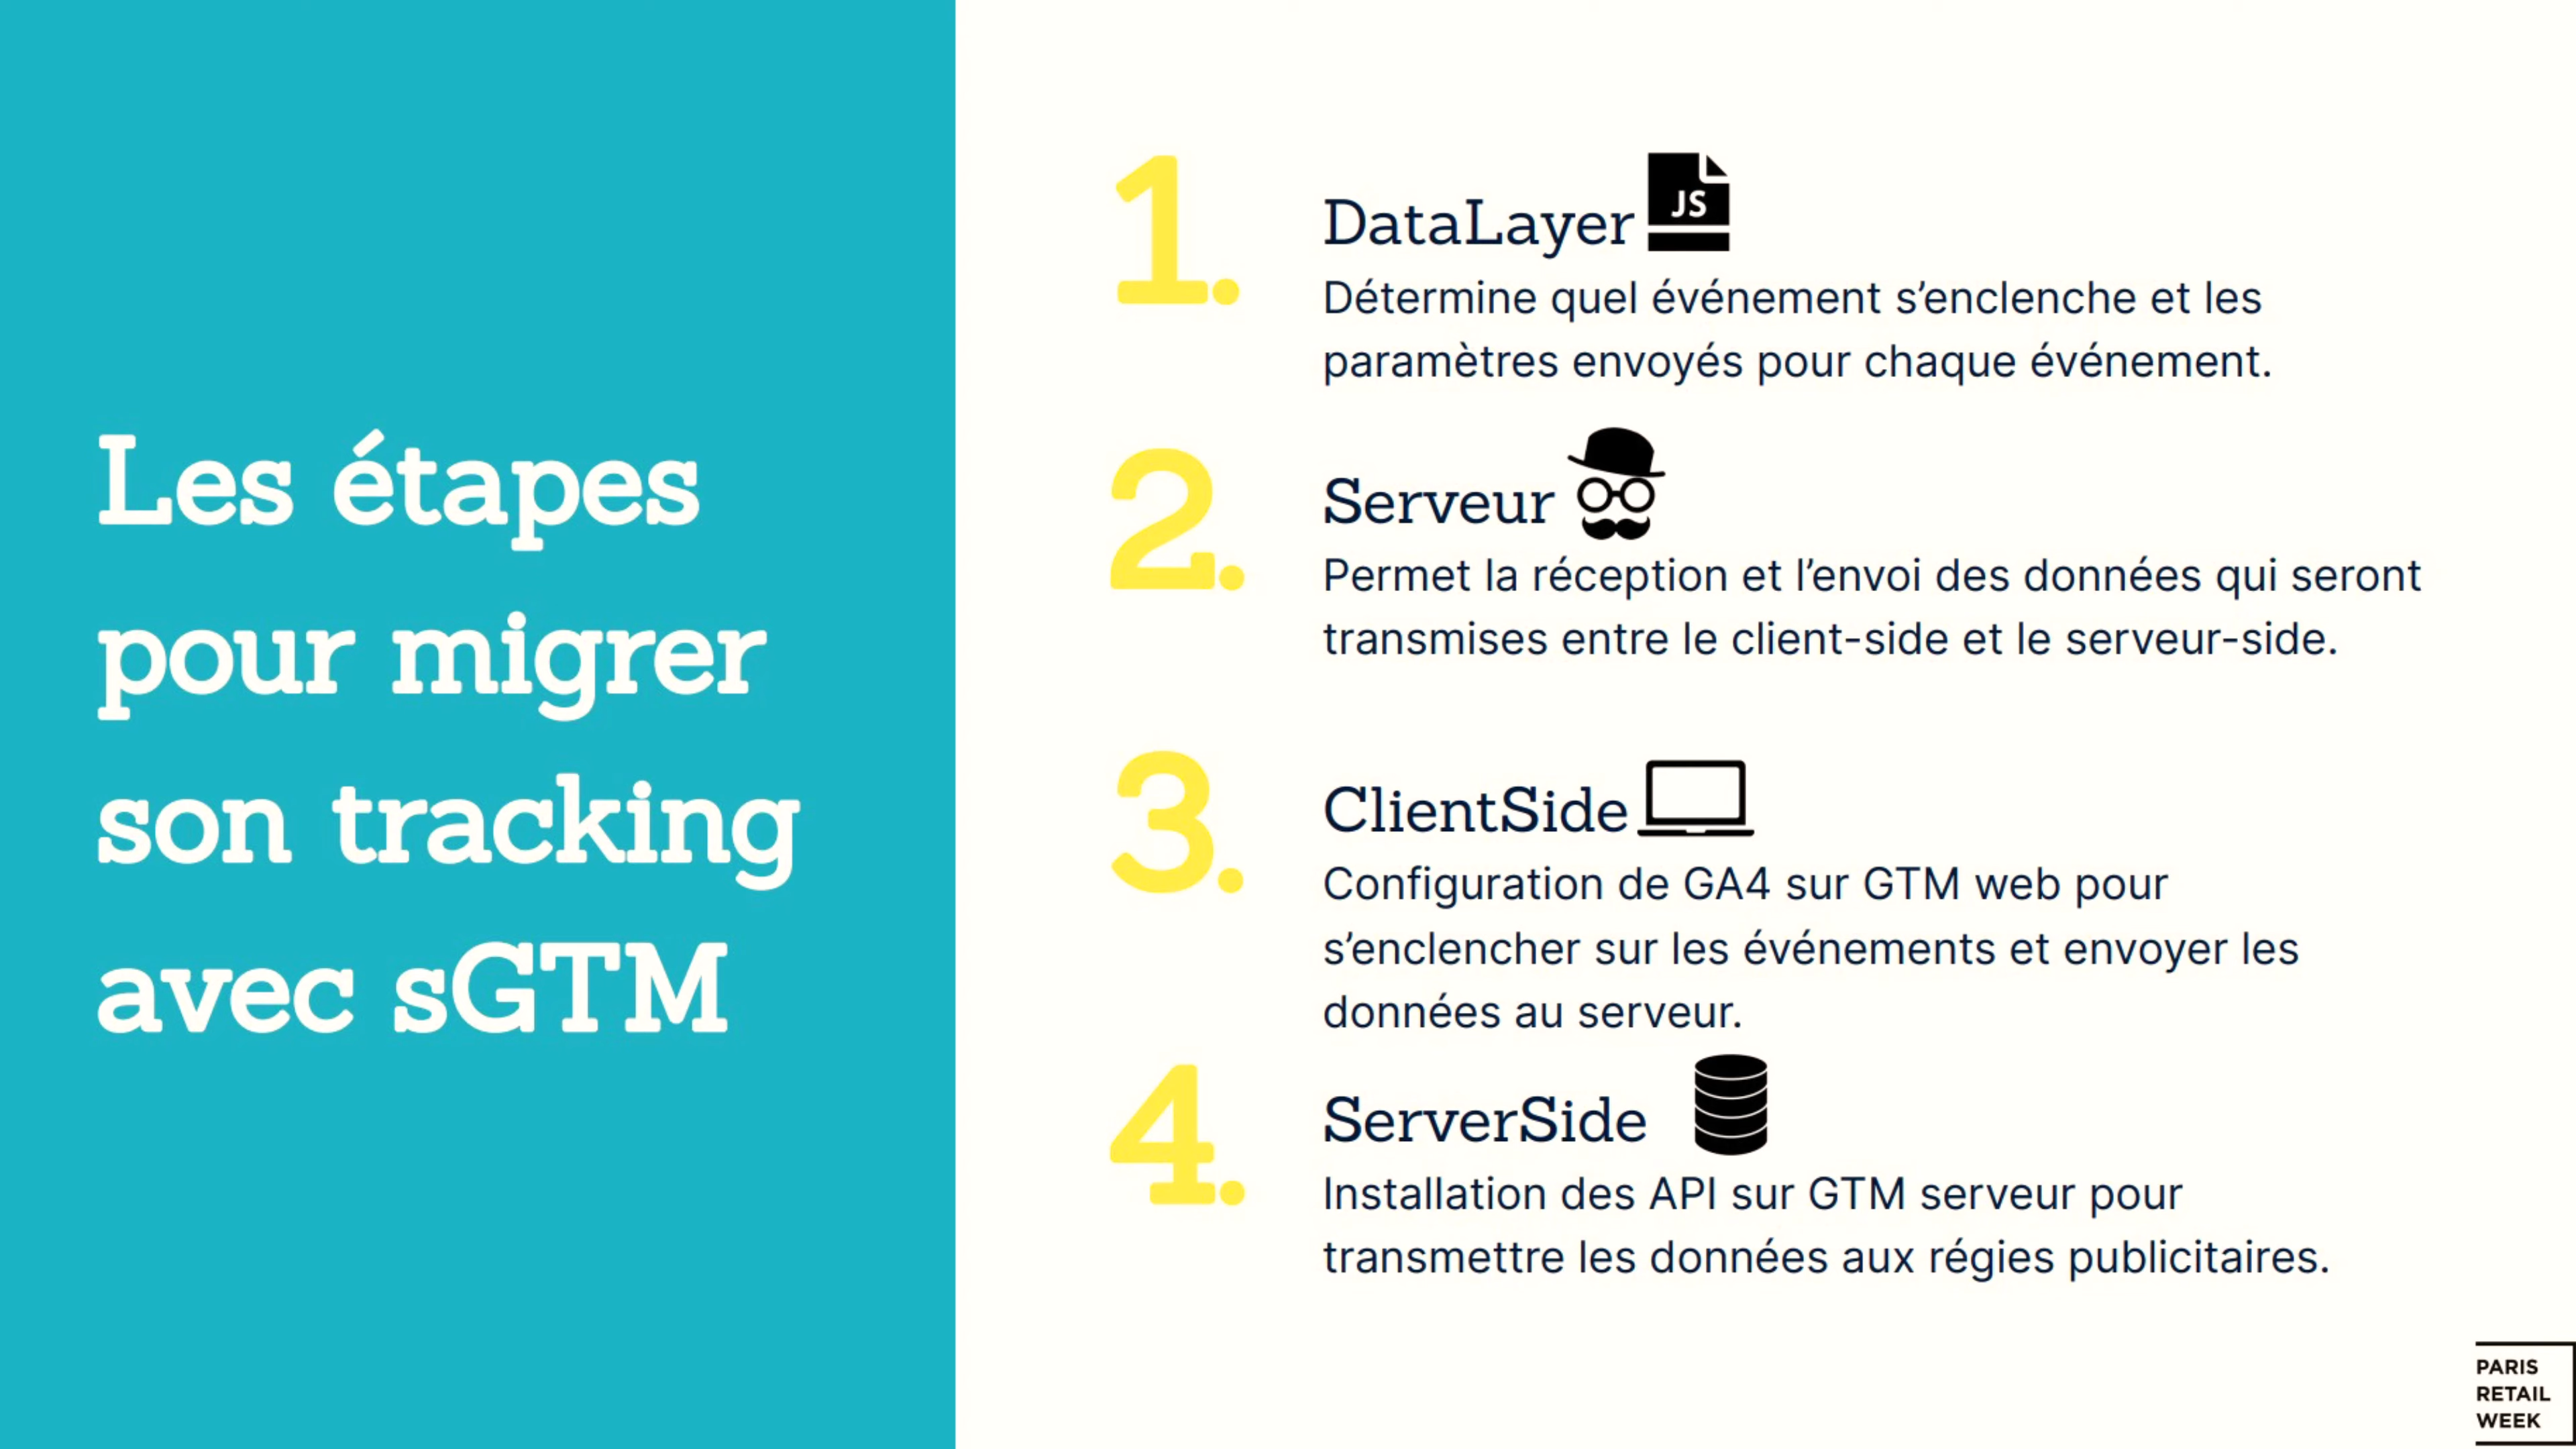 Les étapes
pour migrer
son tracking
avec sGTM
1.
DataLayer
JS
Détermine quel événement s’enclenche et les
paramètres envoyés pour chaque événement.
2.
Serveur
Permet la réception et l’envoi des données qui seront
transmises entre le client-side et le serveur-side.
3.
ClientSide
Configuration de GA4 sur GTM web pour
s’enclencher sur les événements et envoyer les
données au serveur.
4.
ServerSide
Installation des API sur GTM serveur pour
transmettre les données aux régies publicitaires.
PARIS
RETAIL
WEEK